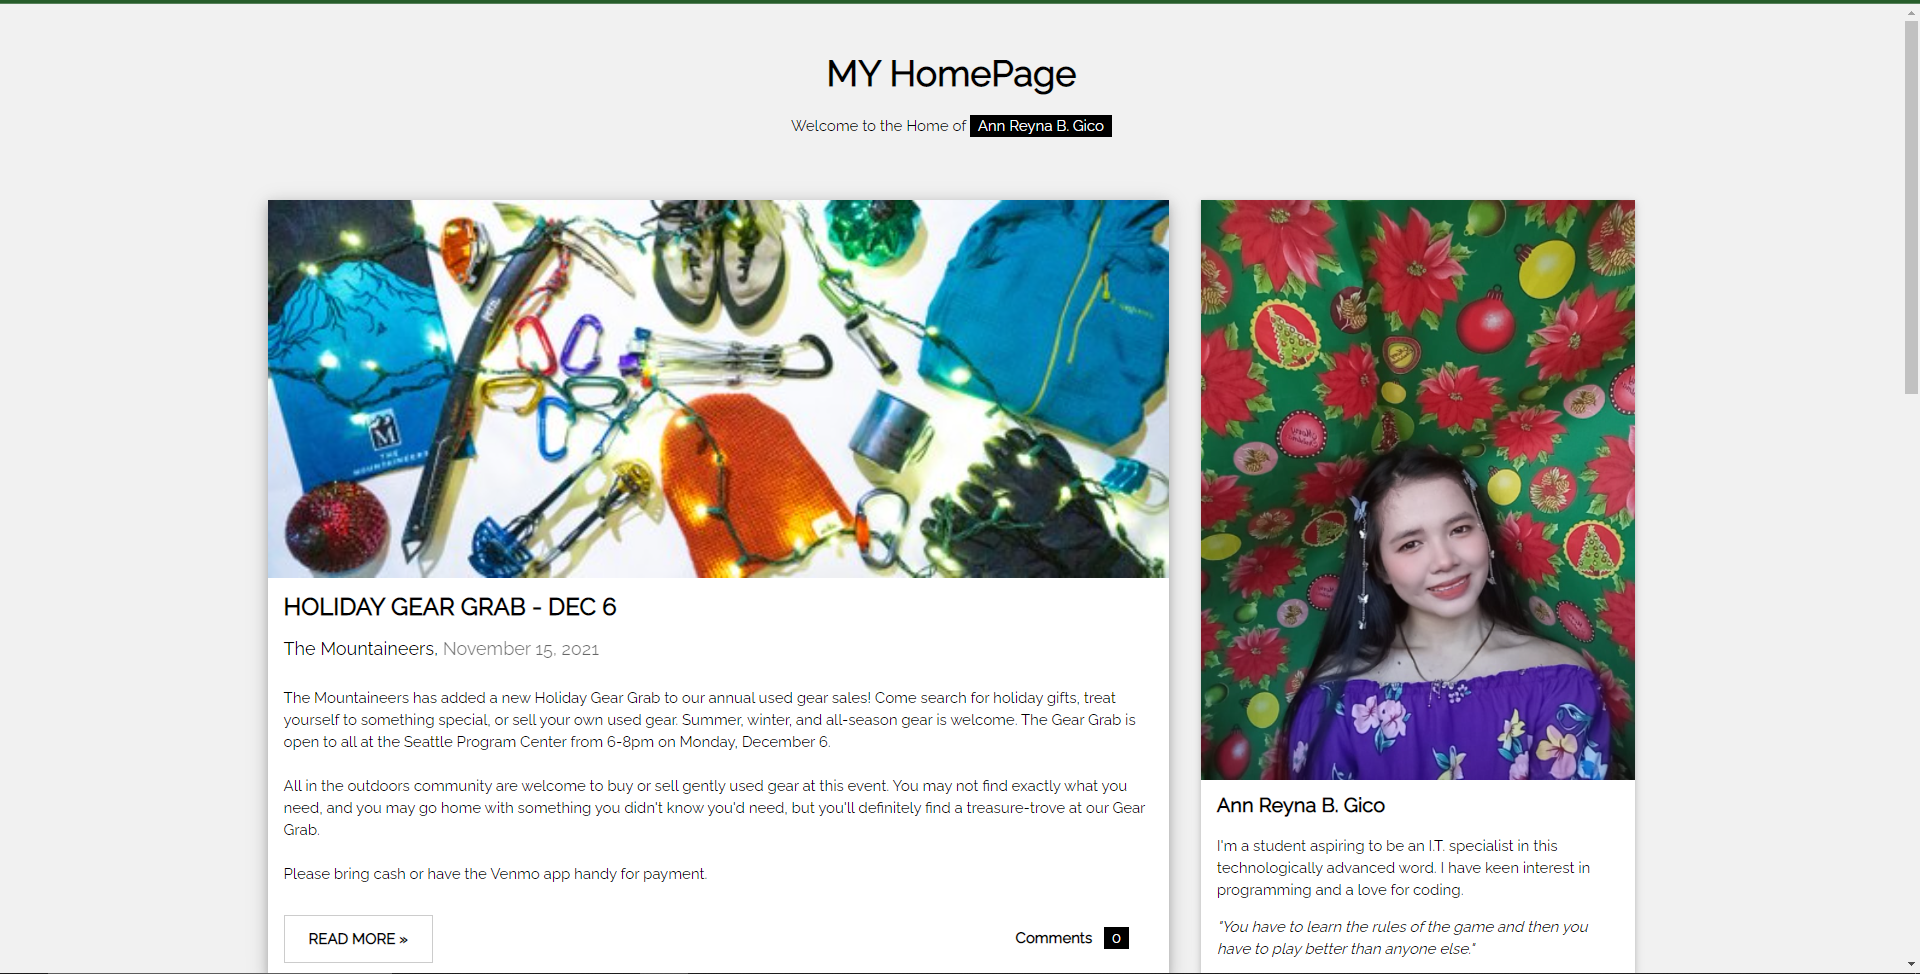 MY HomePage
Welcome to the Home of Ann Reyna B. Gico
PETZL
M
THE
MOUNTAINEERS
HOLIDAY GEAR GRAB - DEC 6
The Mountaineers, November 15, 2021
The Mountaineers has added a new Holiday Gear Grab to our annual used gear sales! Come search for holiday gifts, treat
yourself to something special, or sell your own used gear. Summer, winter, and all-season gear is welcome. The Gear Grab is
open to all at the Seattle Program Center from 6-8pm on Monday, December 6.
All in the outdoors community are welcome to buy or sell gently used gear at this event. You may not find exactly what you
need, and you may go home with something you didn't know you'd need, but you'll definitely find a treasure-trove at our Gear
Grab.
Please bring cash or have the Venmo app handy for payment.
READ MORE »
Comments 0
Ann Reyna B. Gico
I'm a student aspiring to be an I.T. specialist in this
technologically advanced word. I have keen interest in
programming and a love for coding.
"You have to learn the rules of the game and then you
have to play better than anyone else."